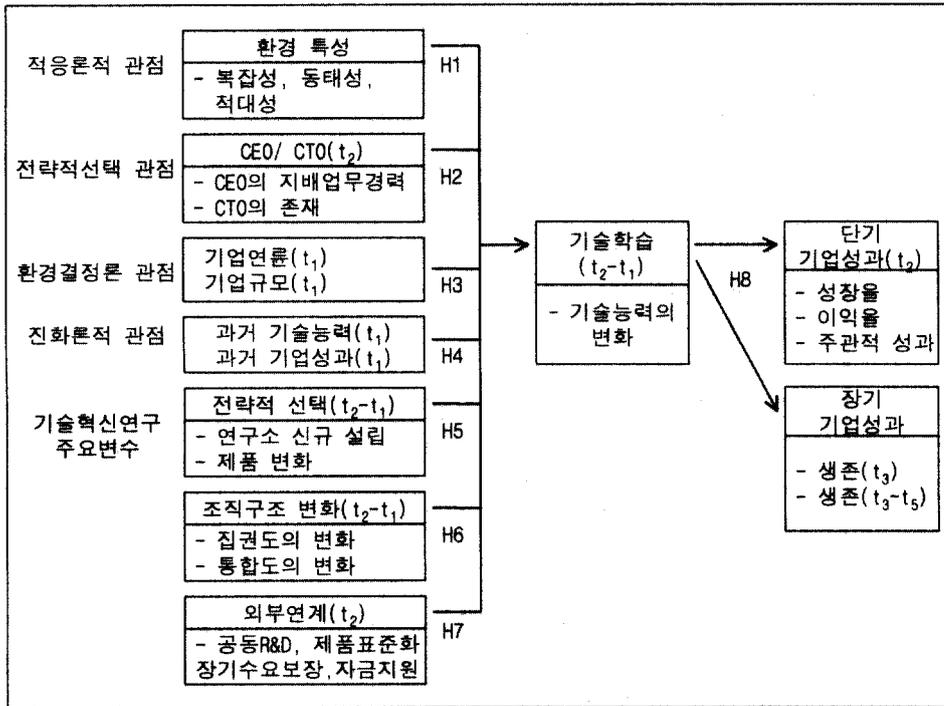 적응론적 관점
환경 특성
- 복잡성, 동태성,
적대성
H1
전략적선택 관점
CEO/ CTO(t₂)
- CEO의 지배업무경력
- CTO의 존재
H2
환경결정론 관점
기업연륜(t₁)
기업규모(t₁)
H3
진화론적 관점
과거 기술능력(t₁)
과거 기업성과(t₁)
H4
기술혁신연구
주요변수
전략적 선택(t₂-t₁)
- 연구소 신규 설립
- 제품 변화
H5
조직구조 변화(t₂-t₁)
- 집권도의 변화
- 통합도의 변화
H6
외부연계(t₂)
- 공동R&D, 제품표준화
장기수요보장,자금지원
H7
기술학습
(t₂-t₁)
- 기술능력의
변화
H8
단기
기업성과(t₂)
- 성장율
- 이익율
- 주관적 성과
장기
기업성과
- 생존(t₃)
- 생존(t₃-t₅)